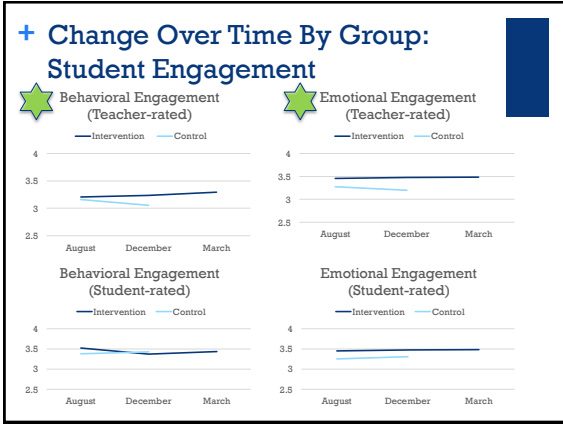 + Change Over Time By Group:
Student Engagement
Behavioral Engagement
(Teacher-rated)
Intervention Control
4
3.5
3
2.5
August December March
Emotional Engagement
(Teacher-rated)
Intervention Control
4
3.5
3
2.5
August December March
Behavioral Engagement
(Student-rated)
Intervention Control
4
3.5
3
2.5
August December March
Emotional Engagement
(Student-rated)
Intervention Control
4
3.5
3
2.5
August December March